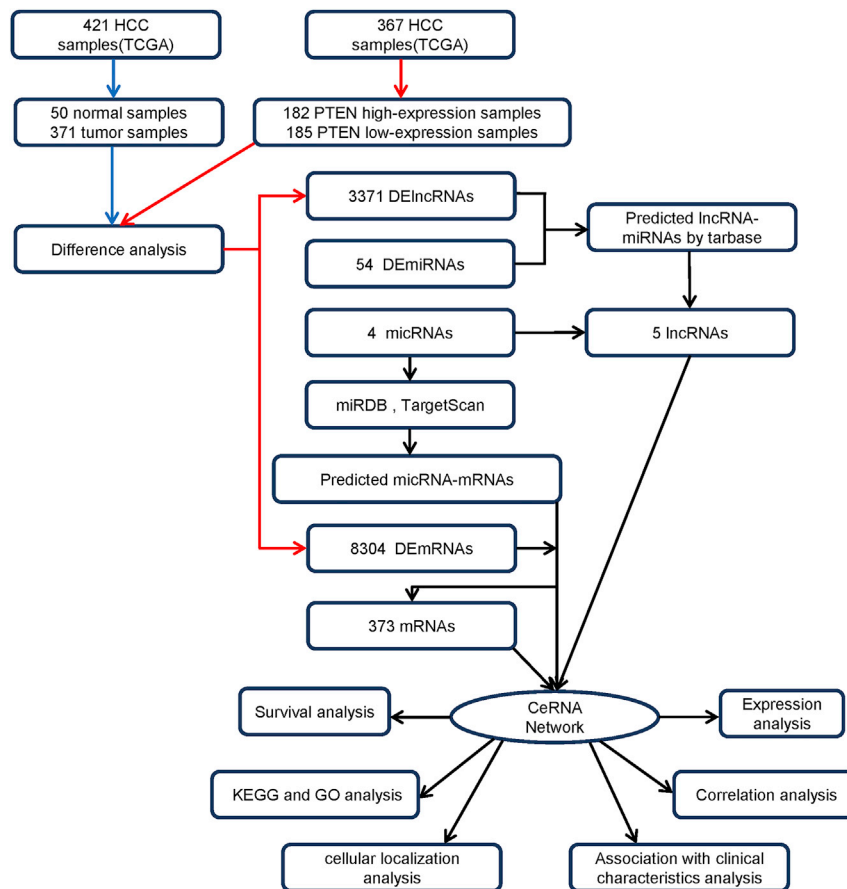 421 HCC
samples(TCGA)
367 HCC
samples(TCGA)
50 normal samples
371 tumor samples
182 PTEN high-expression samples
185 PTEN low-expression samples
3371 DElncRNAs
Predicted lncRNA-
miRNAs by tarbase
Difference analysis
54 DEmiRNAs
4 micRNAs
5 lncRNAs
miRDB , TargetScan
Predicted micRNA-mRNAs
8304 DEmRNAs
373 mRNAs
CeRNA
Network
Survival analysis
Expression
analysis
KEGG and GO analysis
Correlation analysis
cellular localization
analysis
Association with clinical
characteristics analysis